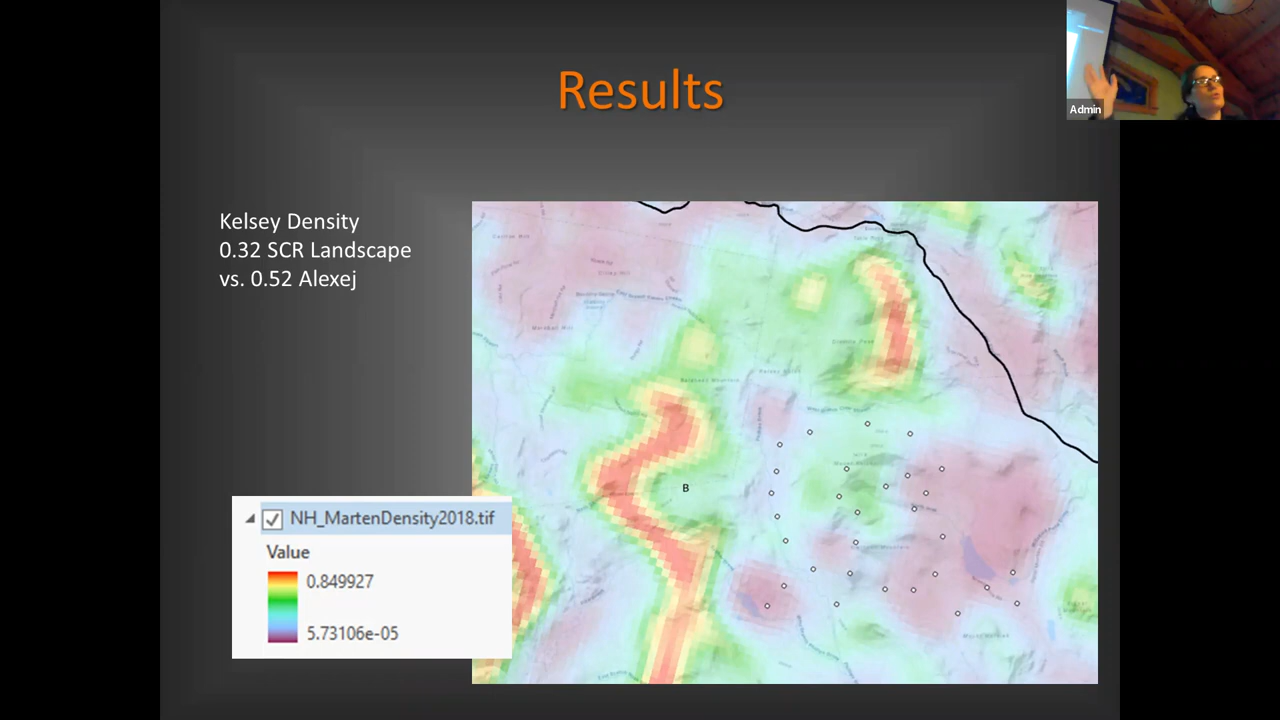 Results
Admin
Kelsey Density
0.32 SCR Landscape
vs. 0.52 Alexej
B
NH_MartenDensity2018.tif
Value
0.849927
5.73106e-05